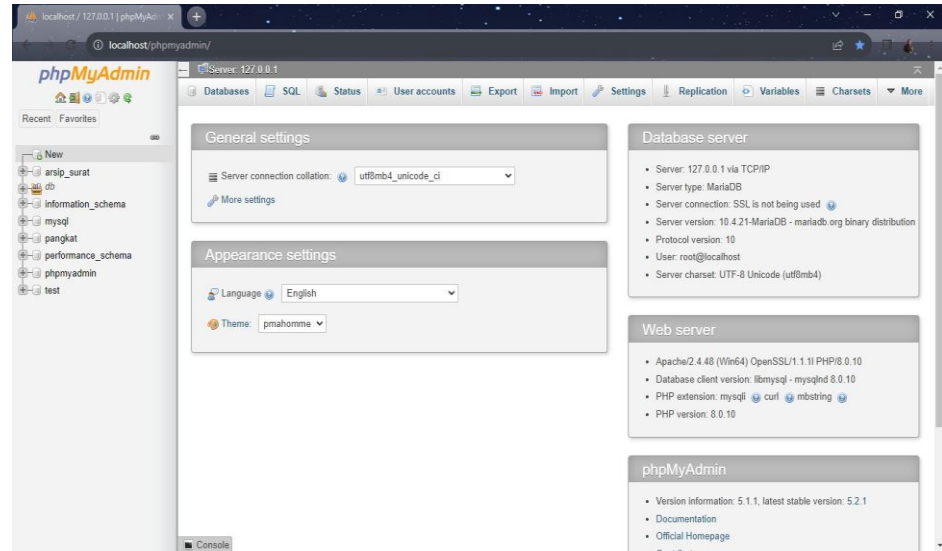 localhost / 127.0.0.1 | phpMyAdm
localhost/phpmyadmin/
phpMyAdmin
Recent Favorites
New
arsip_surat
db
information_schema
mysql
pangkat
performance_schema
phpmyadmin
test
Server: 127.0.0.1
Databases SQL Status User accounts Export Import Settings Replication Variables Charsets More
General settings
Server connection collation: utf8mb4_unicode_ci
More settings
Appearance settings
Language English
Theme: pmahomme
Database server
Server: 127.0.0.1 via TCP/IP
Server type: MariaDB
Server connection: SSL is not being used
Server version: 10.4.21-MariaDB - mariadb.org binary distribution
Protocol version: 10
User: root@localhost
Server charset: UTF-8 Unicode (utf8mb4)
Web server
Apache/2.4.48 (Win64) OpenSSL/1.1.1l PHP/8.0.10
Database client version: libmysql - mysqlnd 8.0.10
PHP extension: mysqli curl mbstring
PHP version: 8.0.10
phpMyAdmin
Version information: 5.1.1, latest stable version: 5.2.1
Documentation
Official Homepage
Console